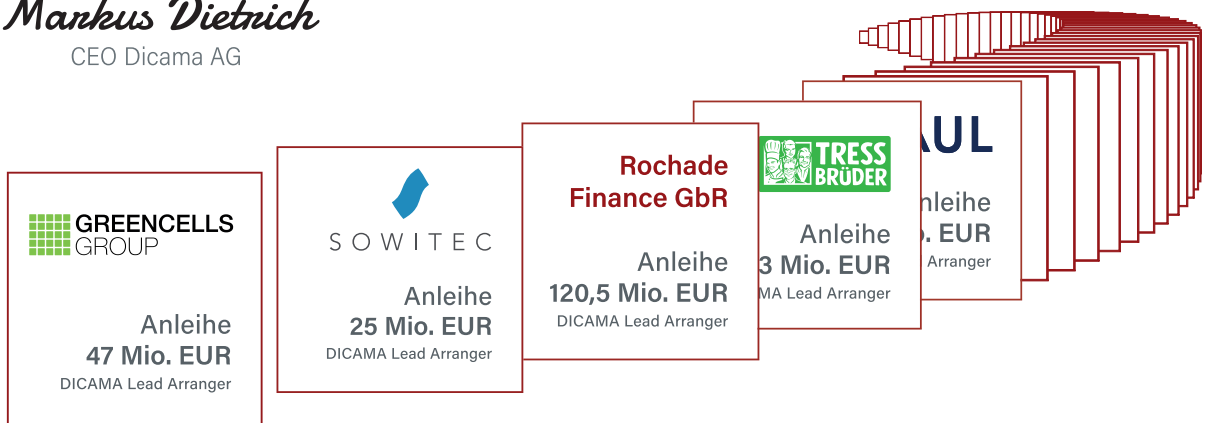 Markus Dietrich
CEO Dicama AG
GREENCELLS
GROUP
Anleihe
47 Mio. EUR
DICAMA Lead Arranger
SOWITEC
Anleihe
25 Mio. EUR
DICAMA Lead Arranger
Rochade
Finance GbR
Anleihe
120,5 Mio. EUR
DICAMA Lead Arranger
TRESS
BRÜDER
Anleihe
3 Mio. EUR
MA Lead Arranger
AUL
nleihe
. EUR
Arranger